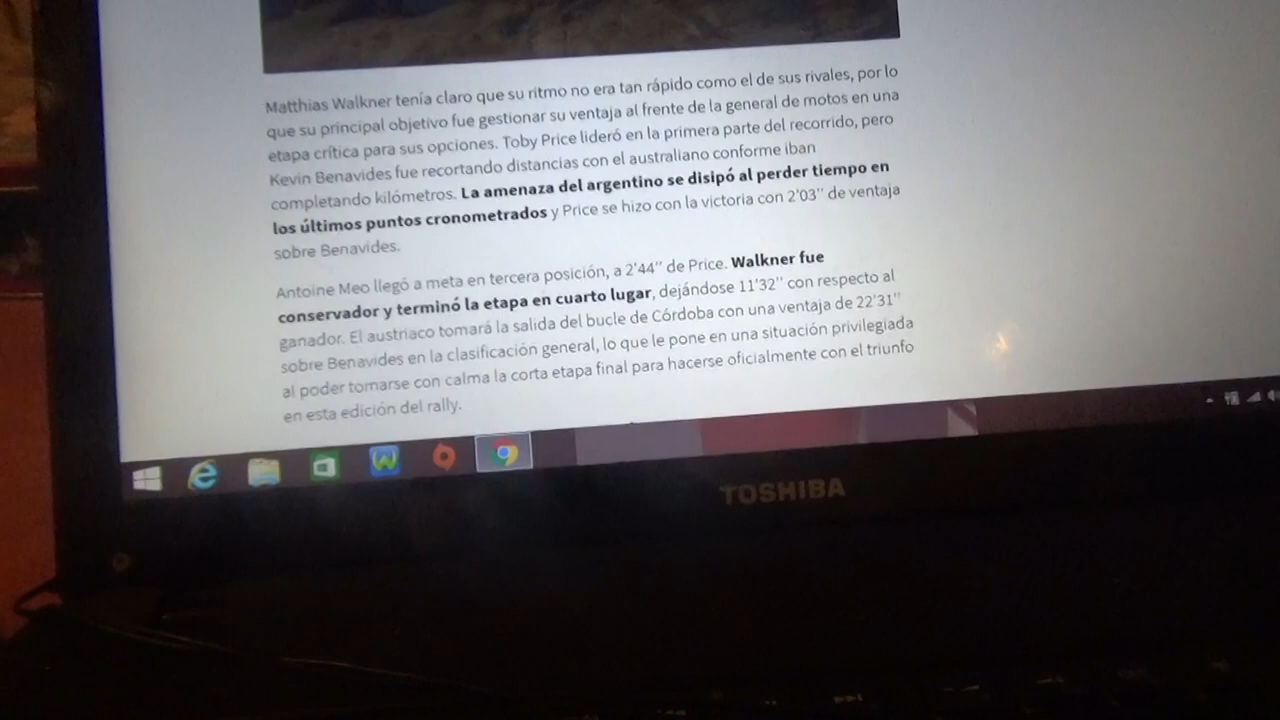 Matthias Walkner tenía claro que su ritmo no era tan rápido como el de sus rivales, por lo
que su principal objetivo fue gestionar su ventaja al frente de la general de motos en una
etapa crítica para sus opciones. Toby Price lideró en la primera parte del recorrido, pero
Kevin Benavides fue recortando distancias con el australiano conforme iban
completando kilómetros. La amenaza del argentino se disipó al perder tiempo en
los últimos puntos cronometrados y Price se hizo con la victoria con 2'03'' de ventaja
sobre Benavides.
Antoine Meo llegó a meta en tercera posición, a 2'44'' de Price. Walkner fue
conservador y terminó la etapa en cuarto lugar, dejándose 11'32'' con respecto al
ganador. El austriaco tomará la salida del bucle de Córdoba con una ventaja de 22'31''
sobre Benavides en la clasificación general, lo que le pone en una situación privilegiada
al poder tomarse con calma la corta etapa final para hacerse oficialmente con el triunfo
en esta edición del rally.
TOSHIBA